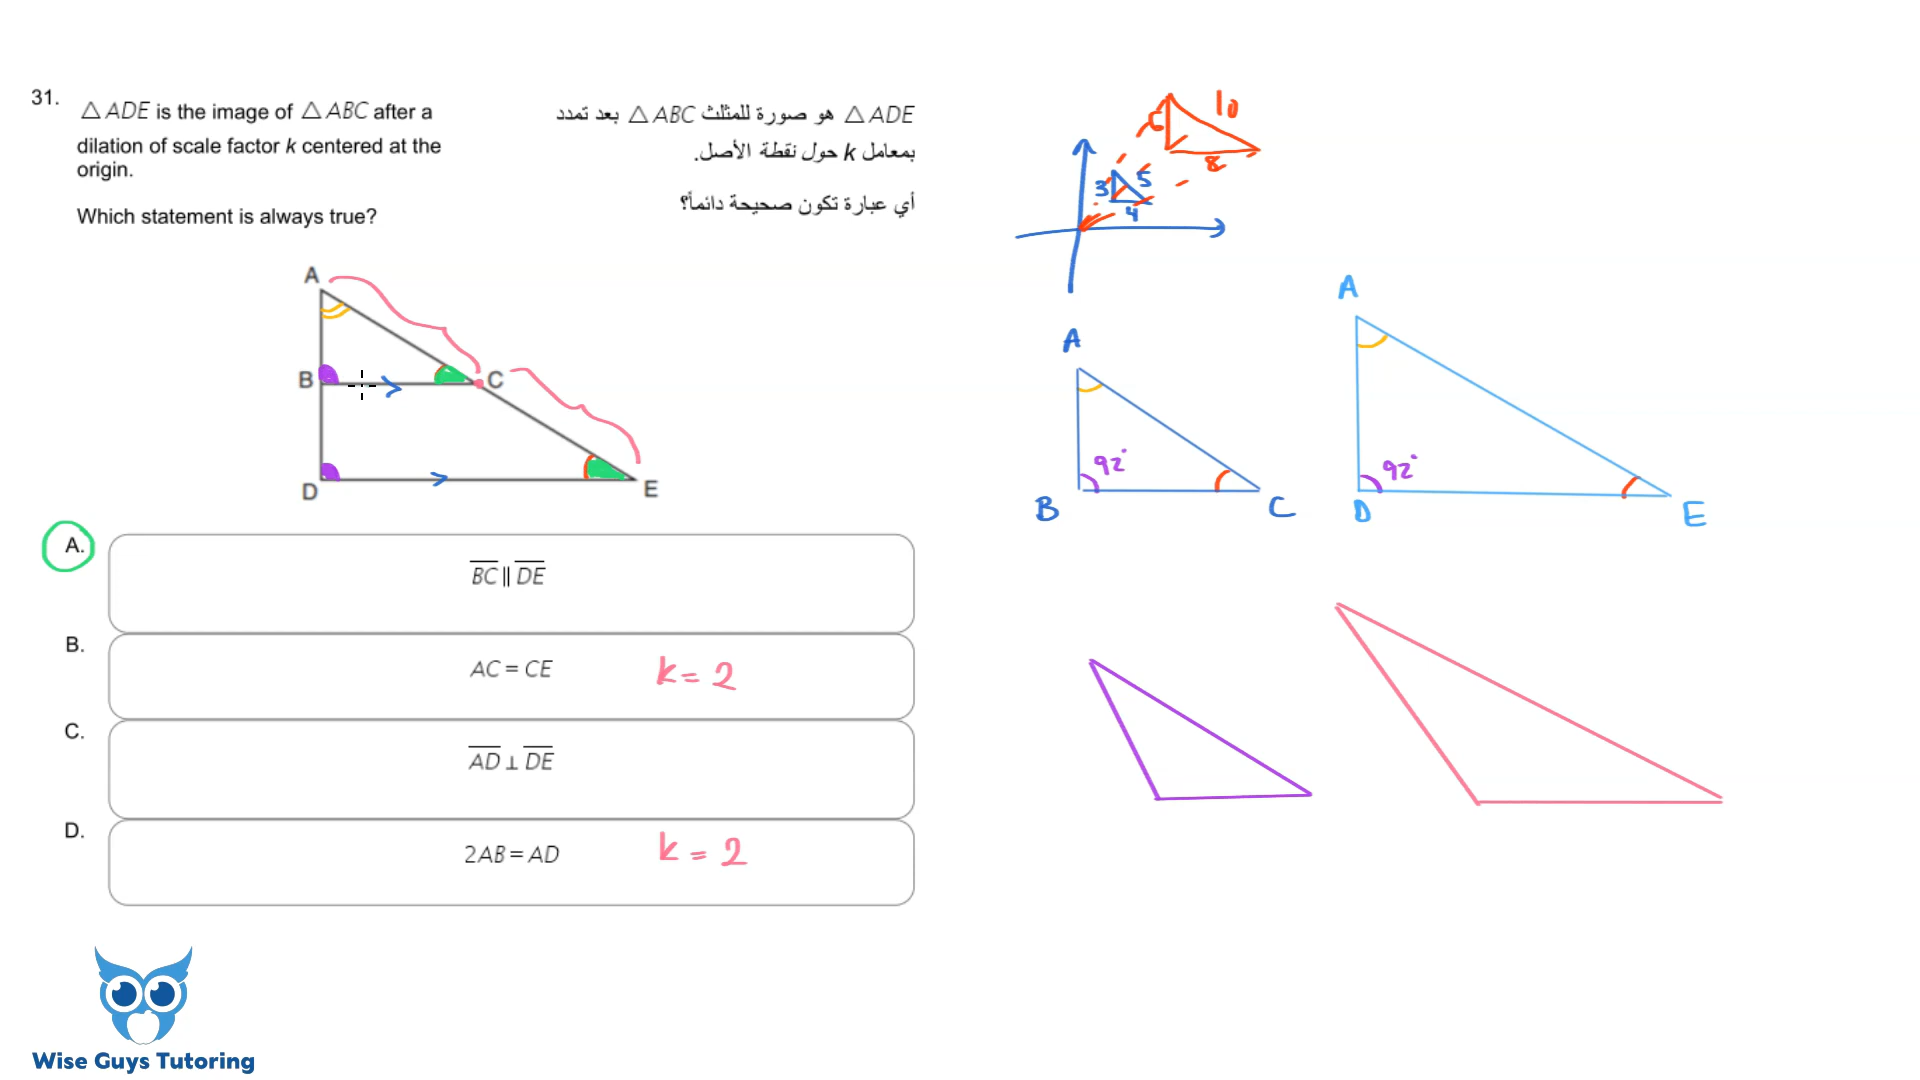 31.
△ADE is the image of △ABC after a
dilation of scale factor k centered at the
origin.
Which statement is always true?
△ADE هو صورة للمثلث △ABC بعد تمدد
بمعامل k حول نقطة الأصل.
أي عبارة تكون صحيحة دائماً؟
A
B
C
D
E
A.
BC || DE
B.
AC = CE
k = 2
C.
AD ⊥ DE
D.
2AB = AD
k = 2
6
10
8
3
5
4
A
92°
B
C
A
92°
D
E
Wise Guys Tutoring